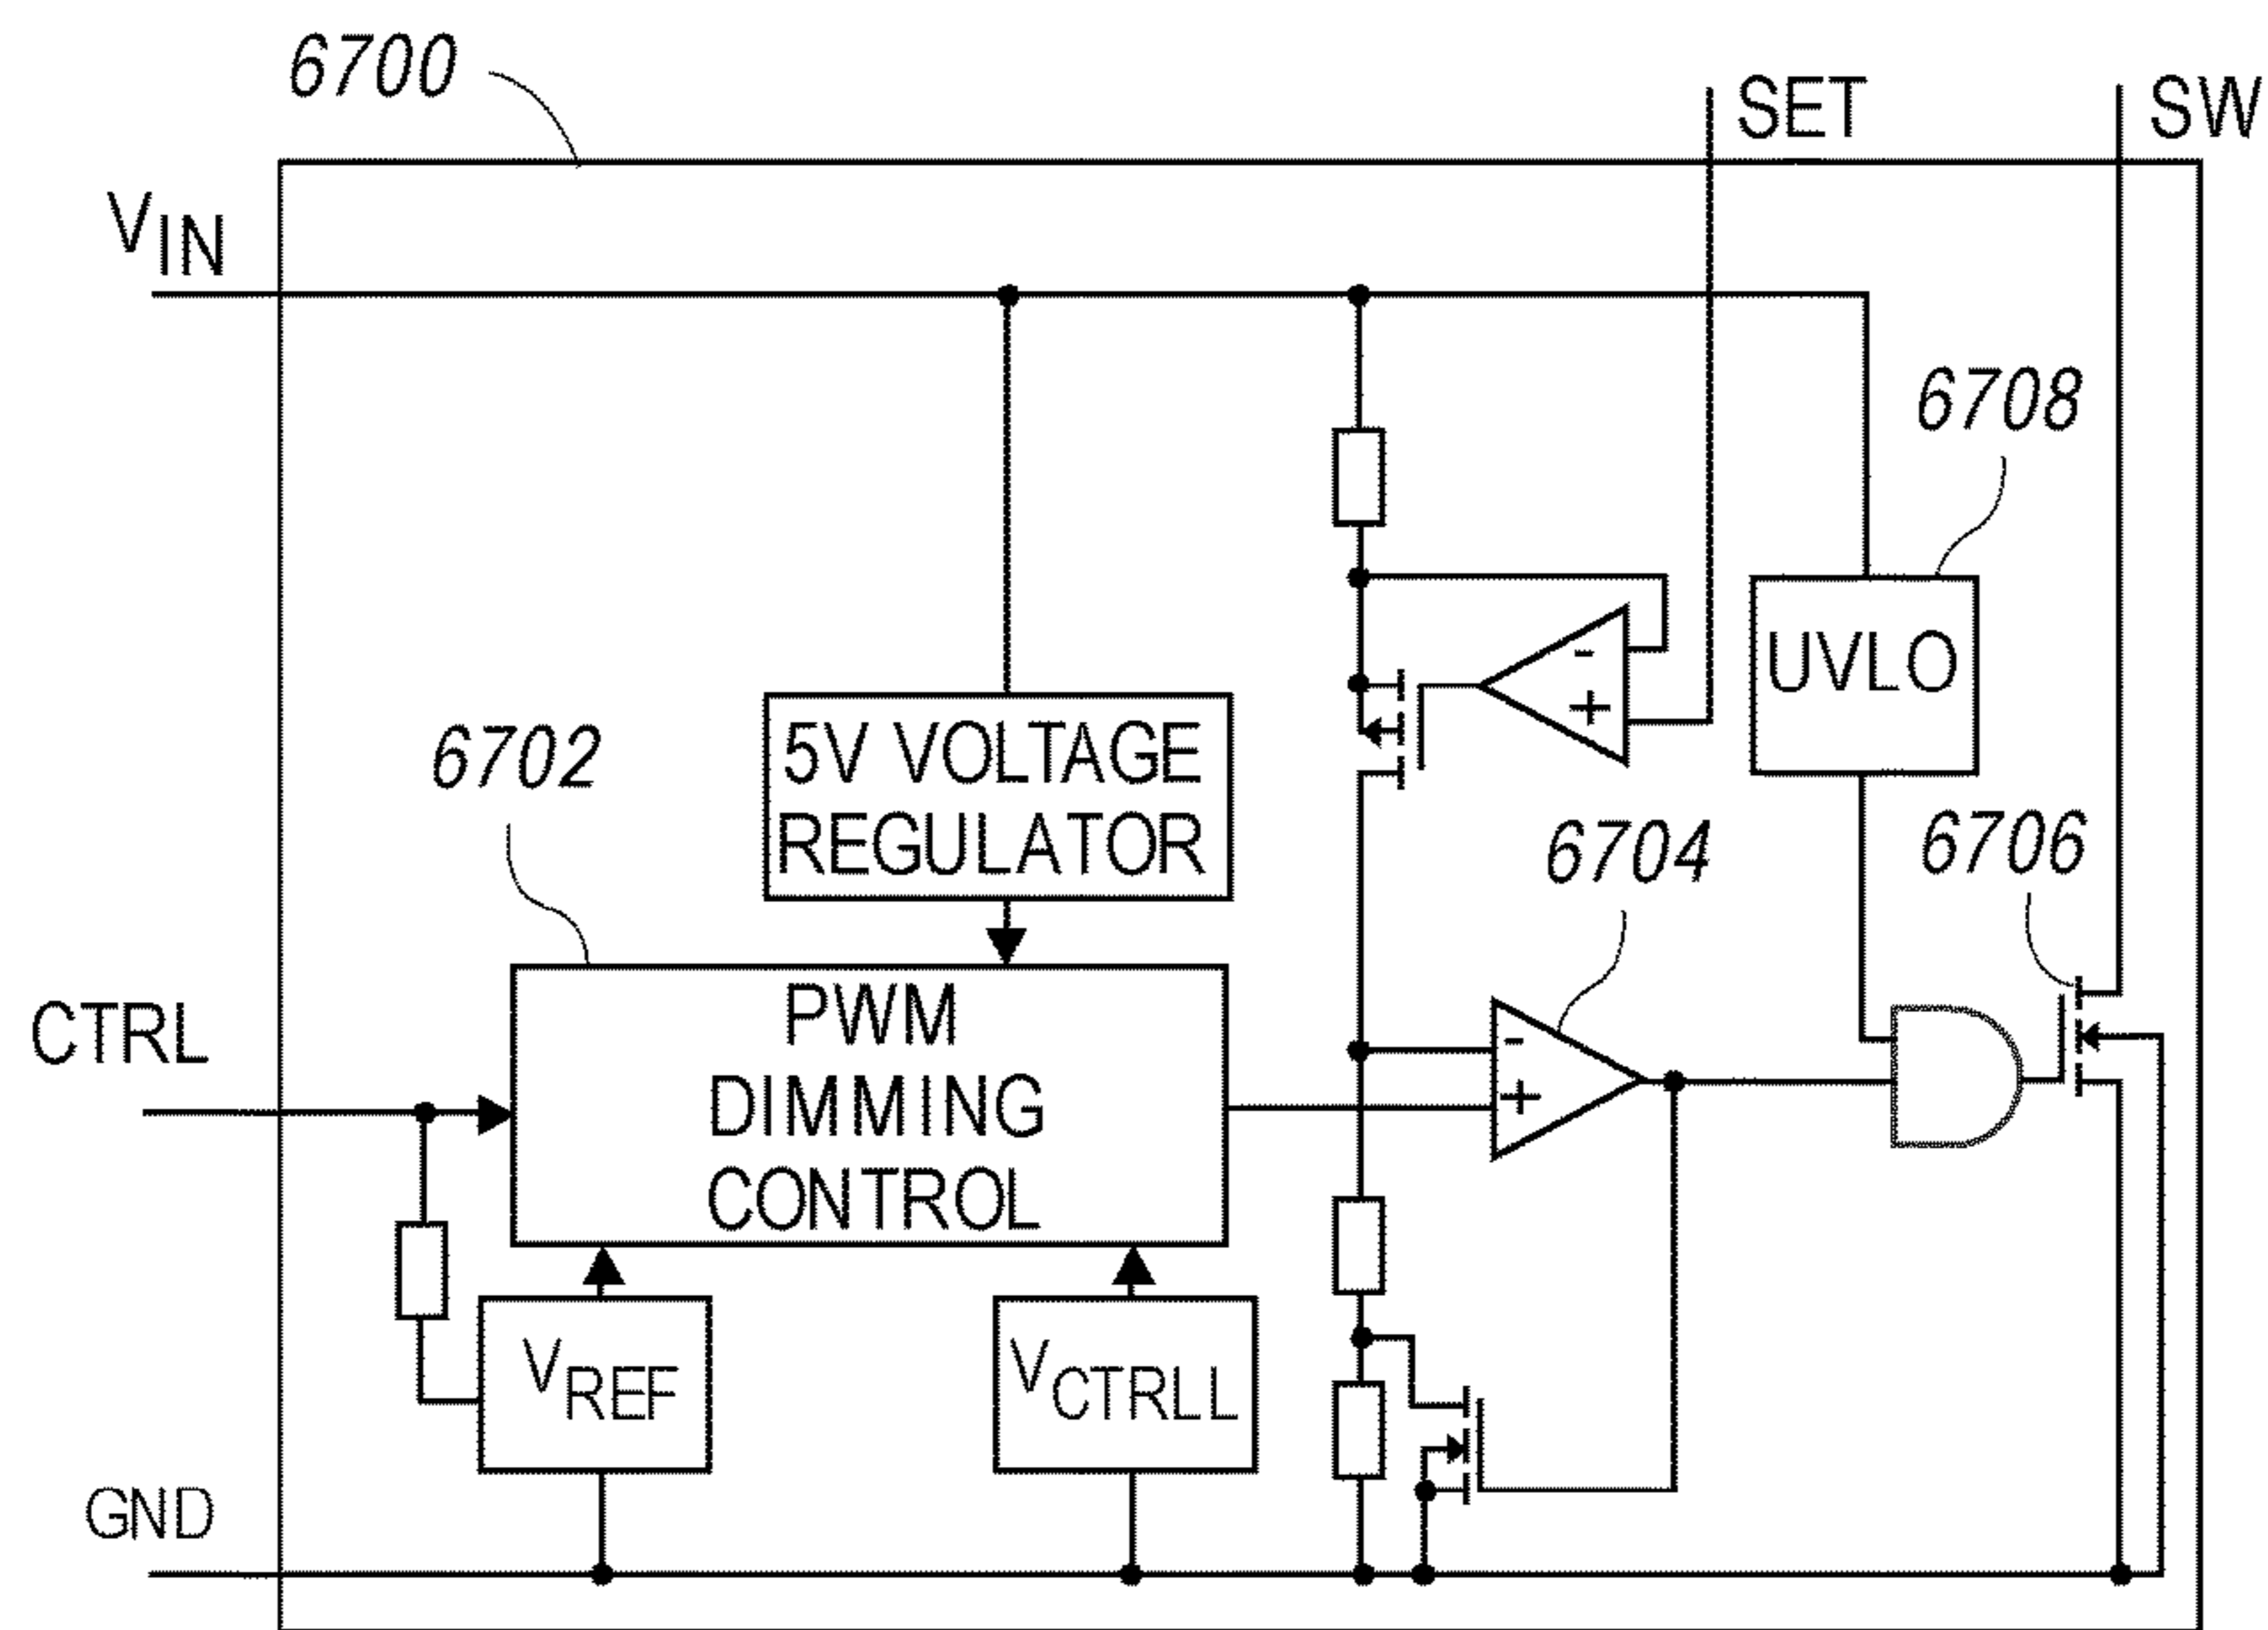 6700
SET
SW
VIN
6708
-
+
UVLO
5V VOLTAGE
REGULATOR
6702
6704
6706
PWM
DIMMING
CONTROL
-
+
CTRL
VREF
VCTRLL
GND